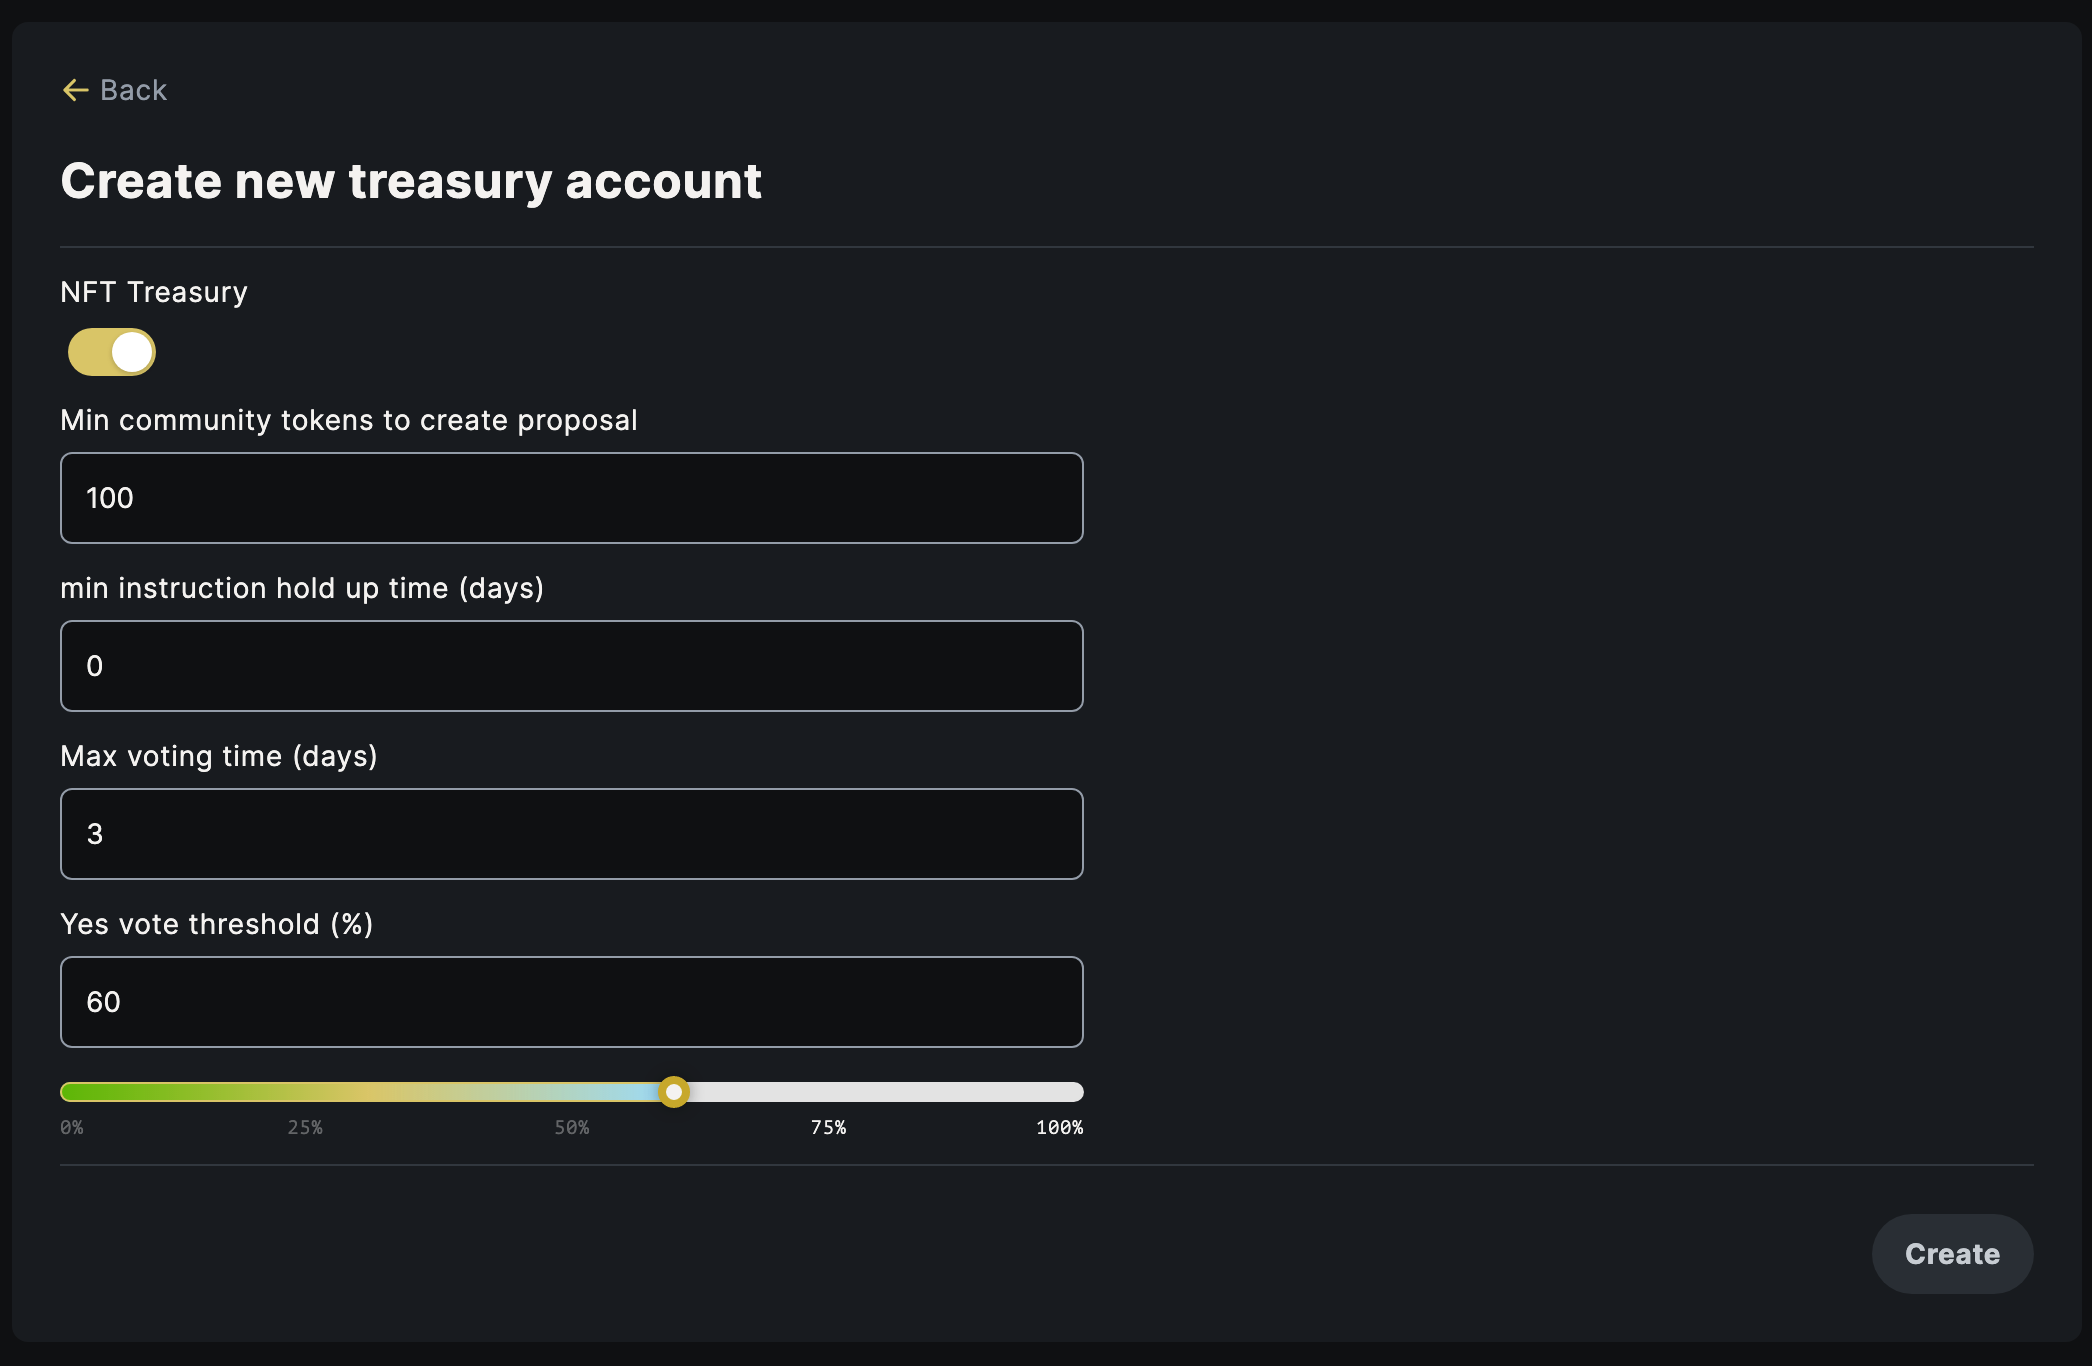 Back
Create new treasury account
NFT Treasury
Min community tokens to create proposal
100
min instruction hold up time (days)
0
Max voting time (days)
3
Yes vote threshold (%)
60
0% 25% 50% 75% 100%
Create